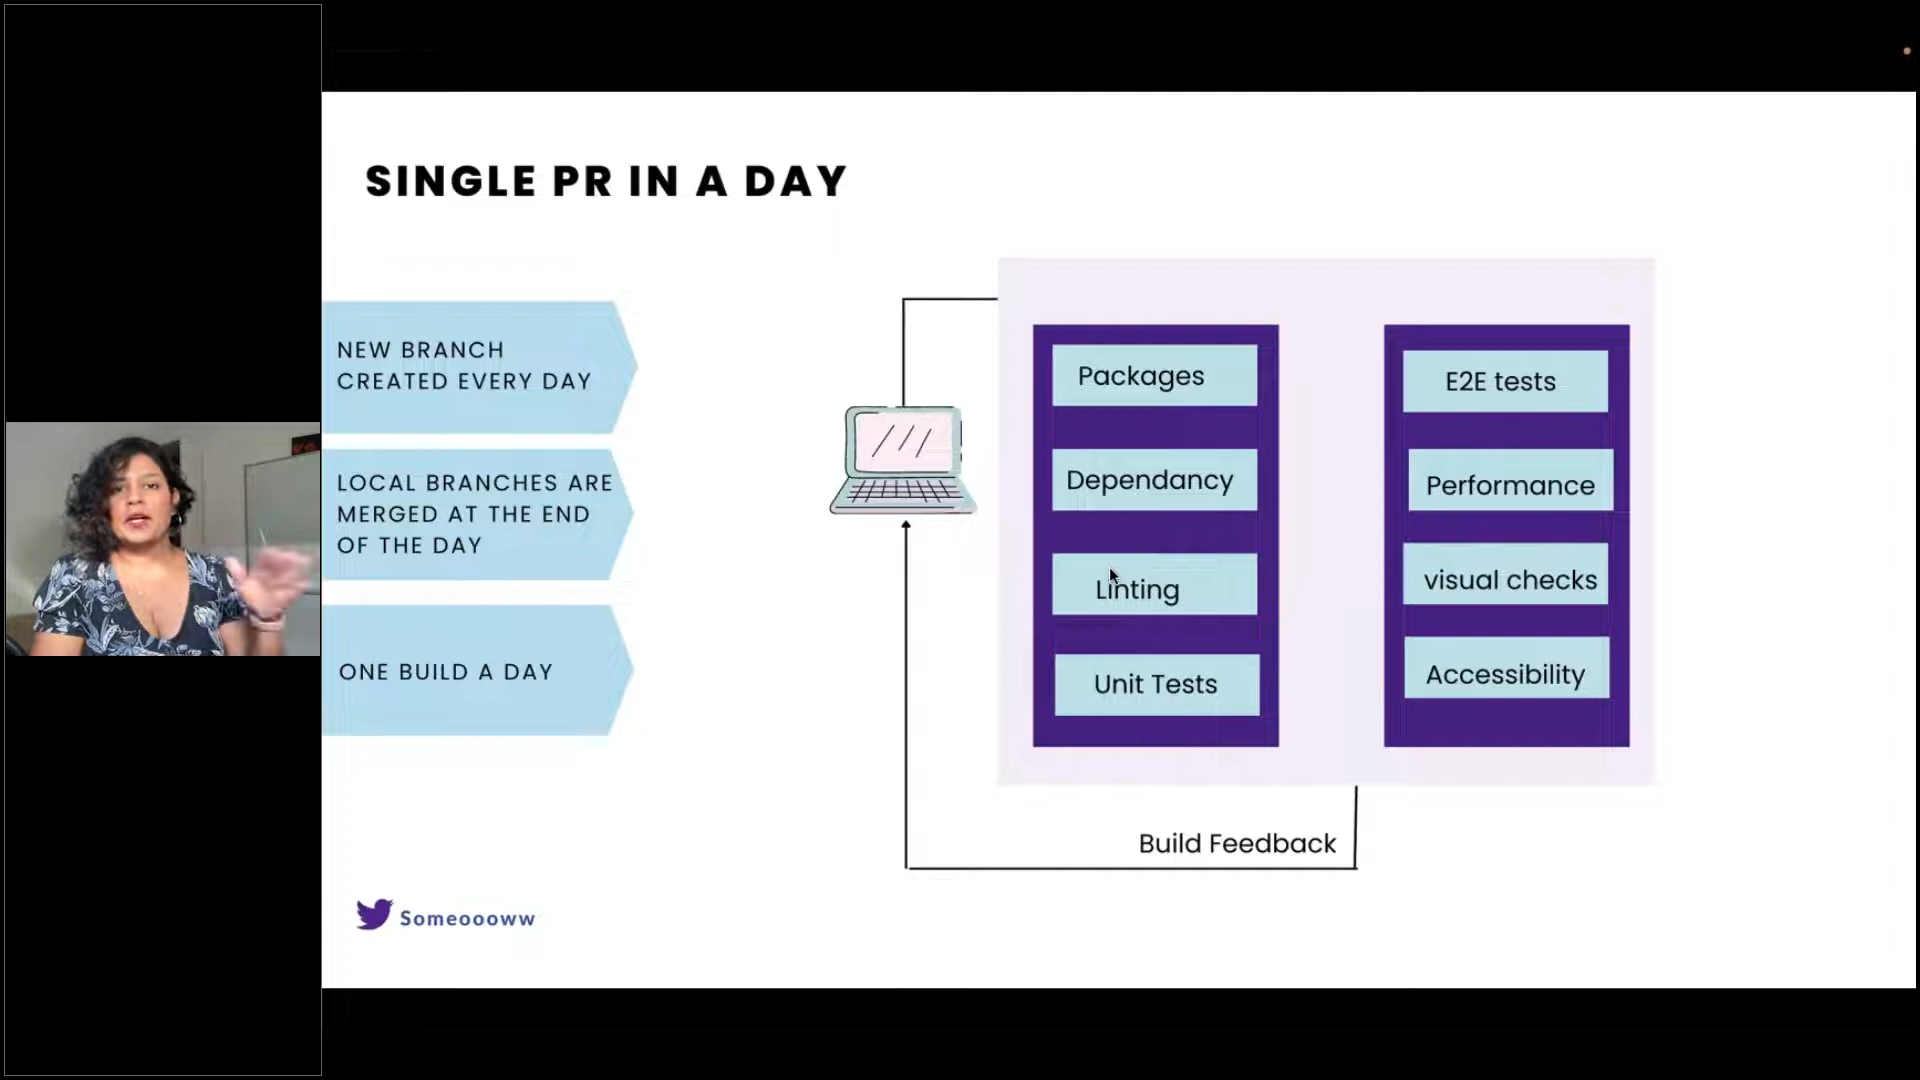 SINGLE PR IN A DAY
NEW BRANCH
CREATED EVERY DAY
LOCAL BRANCHES ARE
MERGED AT THE END
OF THE DAY
ONE BUILD A DAY
Packages
Dependancy
Linting
Unit Tests
E2E tests
Performance
visual checks
Accessibility
Build Feedback
Someoooww